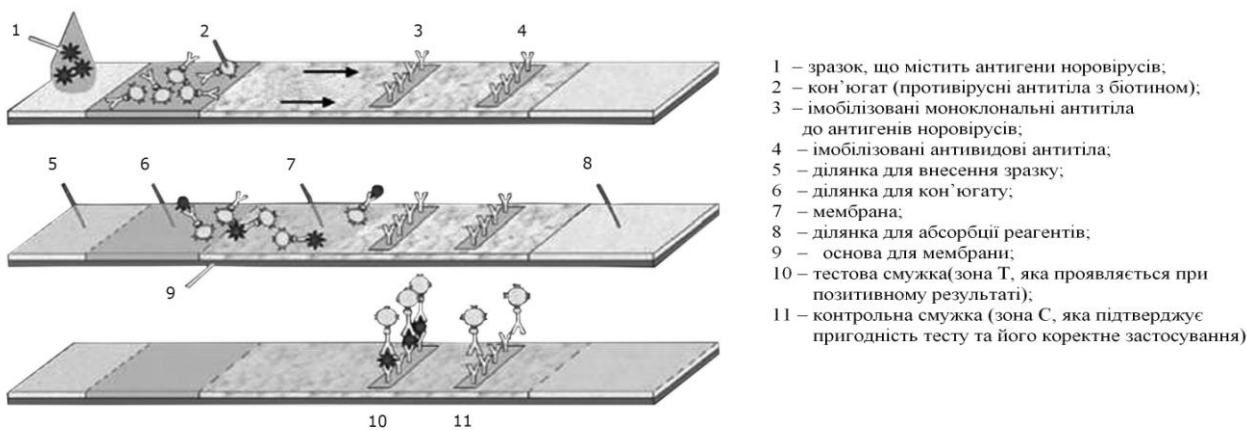 1
2
3
4
5
6
7
8
9
10
11
1 – зразок, що містить антигени норовірусів;
2 – кон’югат (противірусні антитіла з біотином);
3 – імобілізовані моноклональні антитіла
до антигенів норовірусів;
4 – імобілізовані антивидові антитіла;
5 – ділянка для внесення зразку;
6 – ділянка для кон’югату;
7 – мембрана;
8 – ділянка для абсорбції реагентів;
9 – основа для мембрани;
10 – тестова смужка(зона Т, яка проявляється при
позитивному результаті);
11 – контрольна смужка (зона С, яка підтверджує
пригодність тесту та його коректне застосування)